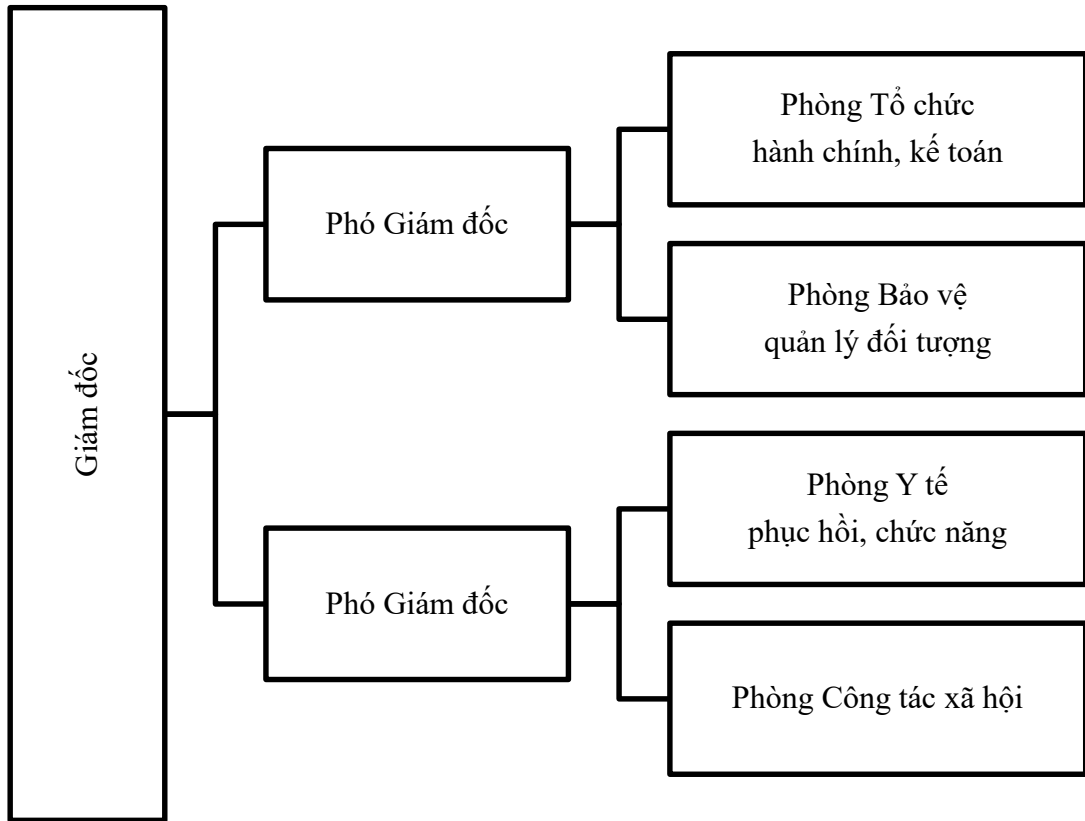 Giám đốc
Phó Giám đốc
Phòng Tổ chức
hành chính, kế toán
Phòng Bảo vệ
quản lý đối tượng
Phó Giám đốc
Phòng Y tế
phục hồi, chức năng
Phòng Công tác xã hội